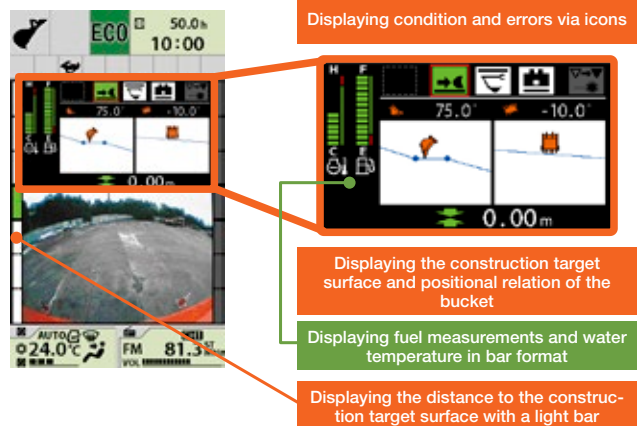 Displaying condition and errors via icons
ECO 50.0h
10:00
H F
75.0° -10.0°
C E
0.00m
H F
75.0° -10.0°
C E
0.00m
Displaying the construction target
surface and positional relation of the
bucket
Displaying fuel measurements and water
temperature in bar format
Displaying the distance to the construc-
tion target surface with a light bar
AUTO
24.0℃
FM 81.3
VOL